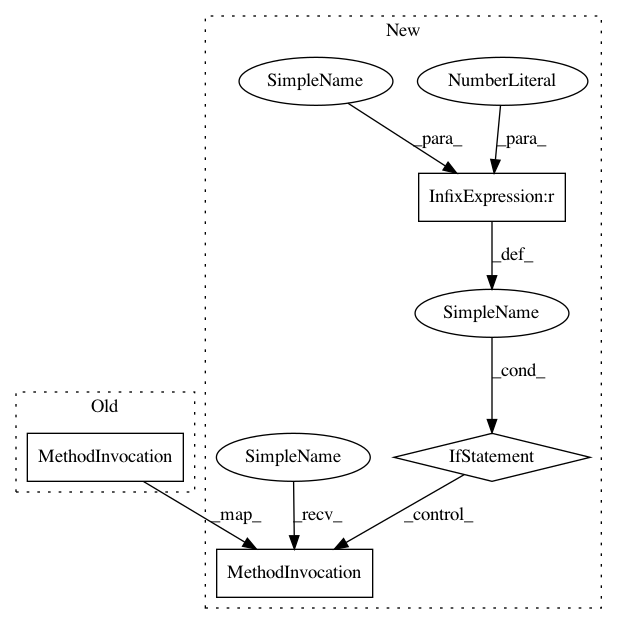 New
SimpleName
NumberLiteral
_para_
_para_
InfixExpression:r
_def_
SimpleName
_cond_
Old
MethodInvocation
SimpleName
IfStatement
_map_
_recv_
_control_
MethodInvocation